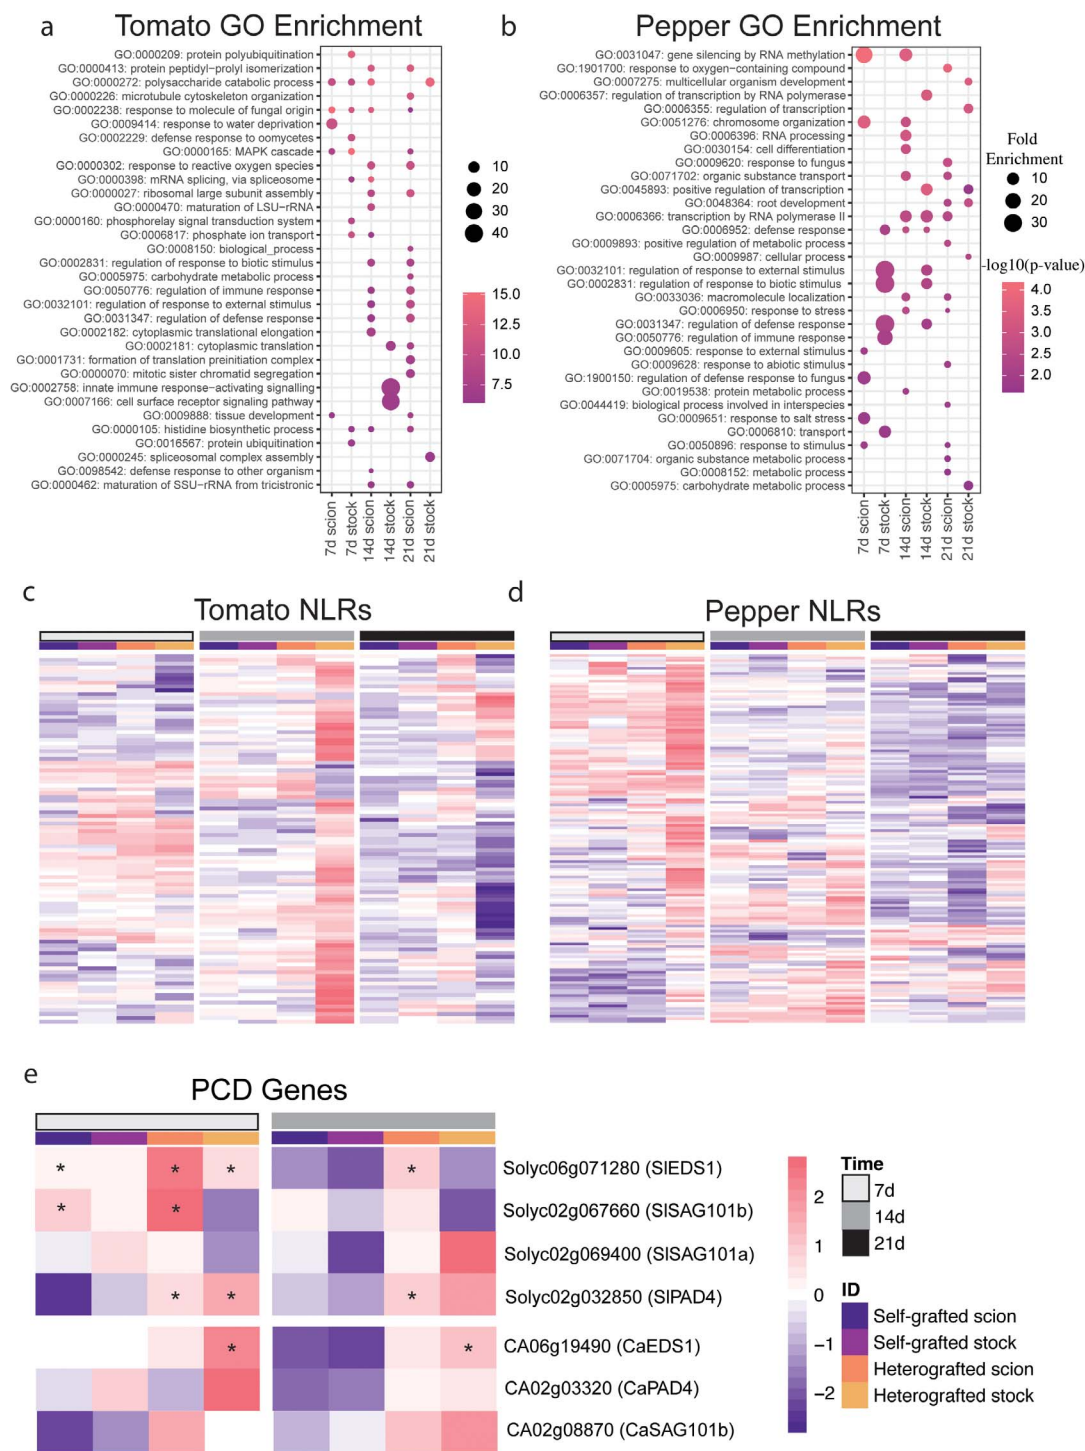 a
Tomato GO Enrichment
GO:0000209: protein polyubiquitination
GO:0000413: protein peptidyl−prolyl isomerization
GO:0000272: polysaccharide catabolic process
GO:0000226: microtubule cytoskeleton organization
GO:0002238: response to molecule of fungal origin
GO:0009414: response to water deprivation
GO:0002229: defense response to oomycetes
GO:0000165: MAPK cascade
GO:0000302: response to reactive oxygen species
GO:0000398: mRNA splicing, via spliceosome
GO:0000027: ribosomal large subunit assembly
GO:0000470: maturation of LSU−rRNA
GO:0000160: phosphorelay signal transduction system
GO:0006817: phosphate ion transport
GO:0008150: biological_process
GO:0002831: regulation of response to biotic stimulus
GO:0005975: carbohydrate metabolic process
GO:0050776: regulation of immune response
GO:0032101: regulation of response to external stimulus
GO:0031347: regulation of defense response
GO:0002182: cytoplasmic translational elongation
GO:0002181: cytoplasmic translation
GO:0001731: formation of translation preinitiation complex
GO:0000070: mitotic sister chromatid segregation
GO:0002758: innate immune response−activating signalling
GO:0007166: cell surface receptor signaling pathway
GO:0009888: tissue development
GO:0000105: histidine biosynthetic process
GO:0016567: protein ubiquitination
GO:0000245: spliceosomal complex assembly
GO:0098542: defense response to other organism
GO:0000462: maturation of SSU−rRNA from tricistronic
7d scion
7d stock
14d scion
14d stock
21d scion
21d stock
10
20
30
40
15.0
12.5
10.0
7.5
b
Pepper GO Enrichment
GO:0031047: gene silencing by RNA methylation
GO:1901700: response to oxygen−containing compound
GO:0007275: multicellular organism development
GO:0006357: regulation of transcription by RNA polymerase
GO:0006355: regulation of transcription
GO:0051276: chromosome organization
GO:0006396: RNA processing
GO:0030154: cell differentiation
GO:0009620: response to fungus
GO:0071702: organic substance transport
GO:0045893: positive regulation of transcription
GO:0048364: root development
GO:0006366: transcription by RNA polymerase II
GO:0006952: defense response
GO:0009893: positive regulation of metabolic process
GO:0009987: cellular process
GO:0032101: regulation of response to external stimulus
GO:0002831: regulation of response to biotic stimulus
GO:0033036: macromolecule localization
GO:0006950: response to stress
GO:0031347: regulation of defense response
GO:0050776: regulation of immune response
GO:0009605: response to external stimulus
GO:0009628: response to abiotic stimulus
GO:1900150: regulation of defense response to fungus
GO:0019538: protein metabolic process
GO:0044419: biological process involved in interspecies
GO:0009651: response to salt stress
GO:0006810: transport
GO:0050896: response to stimulus
GO:0071704: organic substance metabolic process
GO:0008152: metabolic process
GO:0005975: carbohydrate metabolic process
7d scion
7d stock
14d scion
14d stock
21d scion
21d stock
Fold
Enrichment
10
20
30
-log10(p-value)
4.0
3.5
3.0
2.5
2.0
c
Tomato NLRs
d
Pepper NLRs
e
PCD Genes
* * * *
Solyc06g071280 (SlEDS1)
* *
Solyc02g067660 (SlSAG101b)
Solyc02g069400 (SlSAG101a)
* * *
Solyc02g032850 (SlPAD4)
* *
CA06g19490 (CaEDS1)
CA02g03320 (CaPAD4)
CA02g08870 (CaSAG101b)
2
1
0
−1
−2
Time
7d
14d
21d
ID
Self-grafted scion
Self-grafted stock
Heterografted scion
Heterografted stock